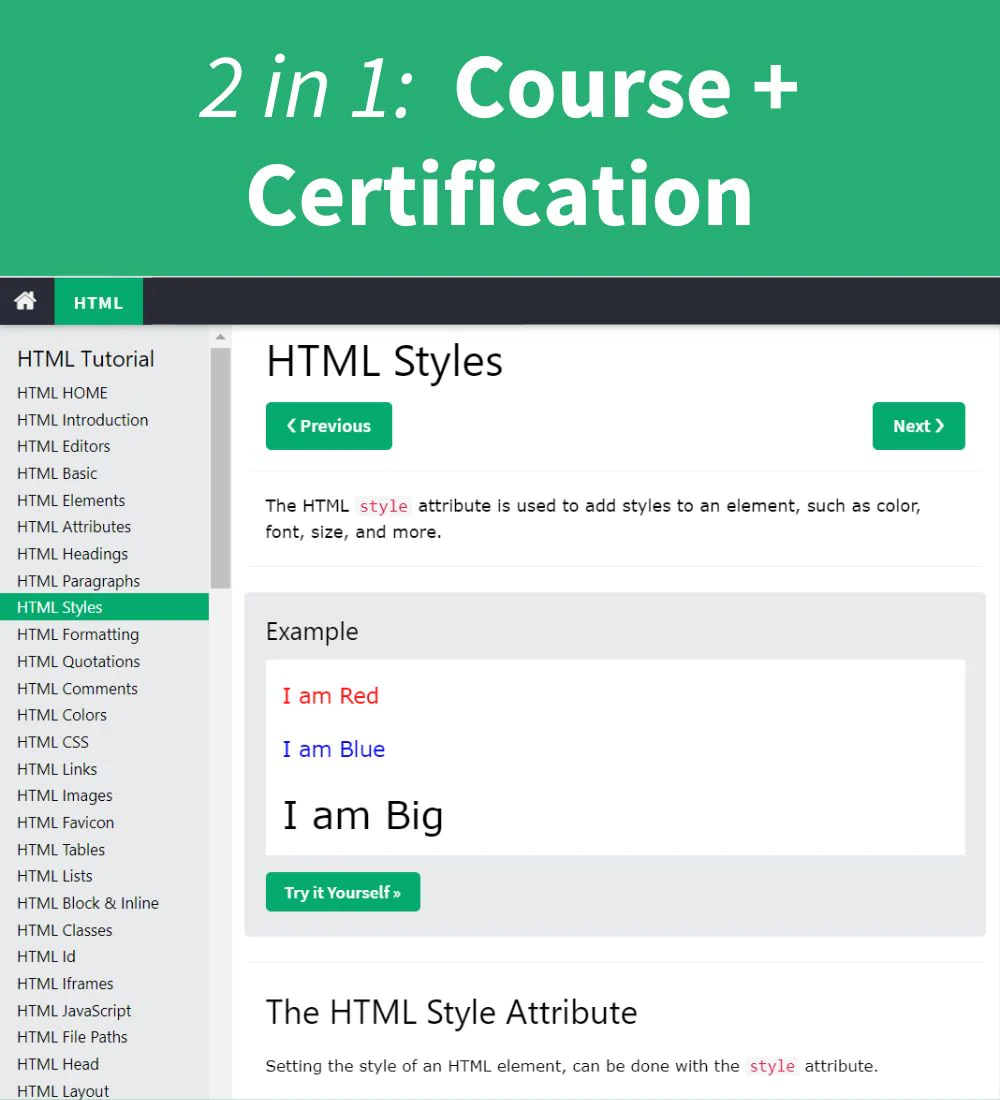 2 in 1: Course +
Certification
HTML
HTML Tutorial
HTML HOME
HTML Introduction
HTML Editors
HTML Basic
HTML Elements
HTML Attributes
HTML Headings
HTML Paragraphs
HTML Styles
HTML Formatting
HTML Quotations
HTML Comments
HTML Colors
HTML CSS
HTML Links
HTML Images
HTML Favicon
HTML Tables
HTML Lists
HTML Block & Inline
HTML Classes
HTML Id
HTML Iframes
HTML JavaScript
HTML File Paths
HTML Head
HTML Layout
HTML Styles
❮ Previous
Next ❯
The HTML style attribute is used to add styles to an element, such as color,
font, size, and more.
Example
I am Red
I am Blue
I am Big
Try it Yourself »
The HTML Style Attribute
Setting the style of an HTML element, can be done with the style attribute.